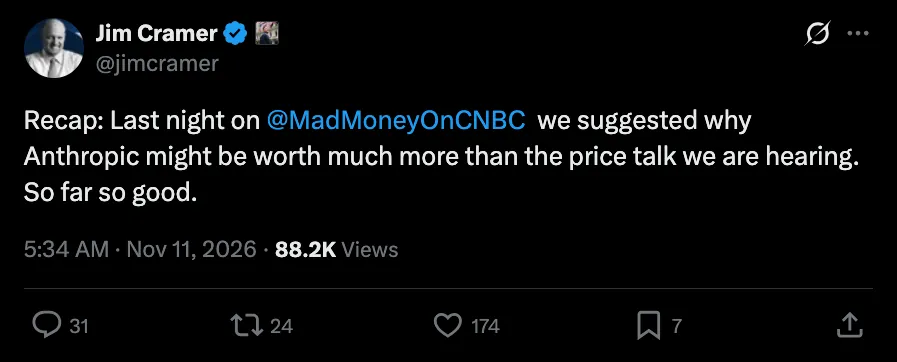 Jim Cramer
@jimcramer
Recap: Last night on @MadMoneyOnCNBC we suggested why
Anthropic might be worth much more than the price talk we are hearing.
So far so good.
5:34 AM · Nov 11, 2026 · 88.2K Views
31 24 174 7